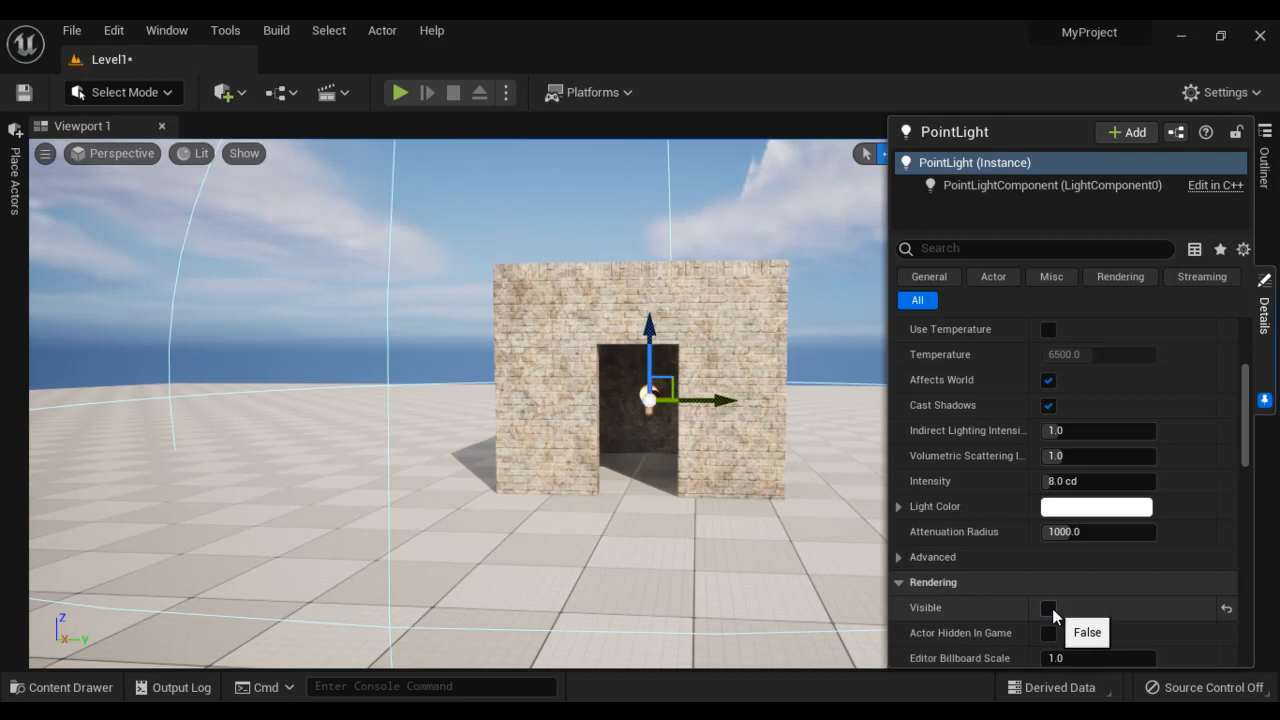 File Edit Window Tools Build Select Actor Help
MyProject
Level1•
Select Mode
Platforms
Settings
Viewport 1
Place Actors
Perspective Lit Show
PointLight
Add
PointLight (Instance)
PointLightComponent (LightComponent0) Edit in C++
Outliner
Search
General Actor Misc Rendering Streaming
All
Details
Use Temperature
Temperature 6500.0
Affects World
Cast Shadows
Indirect Lighting Intensi... 1.0
Volumetric Scattering I... 1.0
Intensity 8.0 cd
Light Color
Attenuation Radius 1000.0
Advanced
Rendering
Visible
False
Actor Hidden In Game
Editor Billboard Scale 1.0
Z
X Y
Content Drawer Output Log Cmd Enter Console Command Derived Data Source Control Off